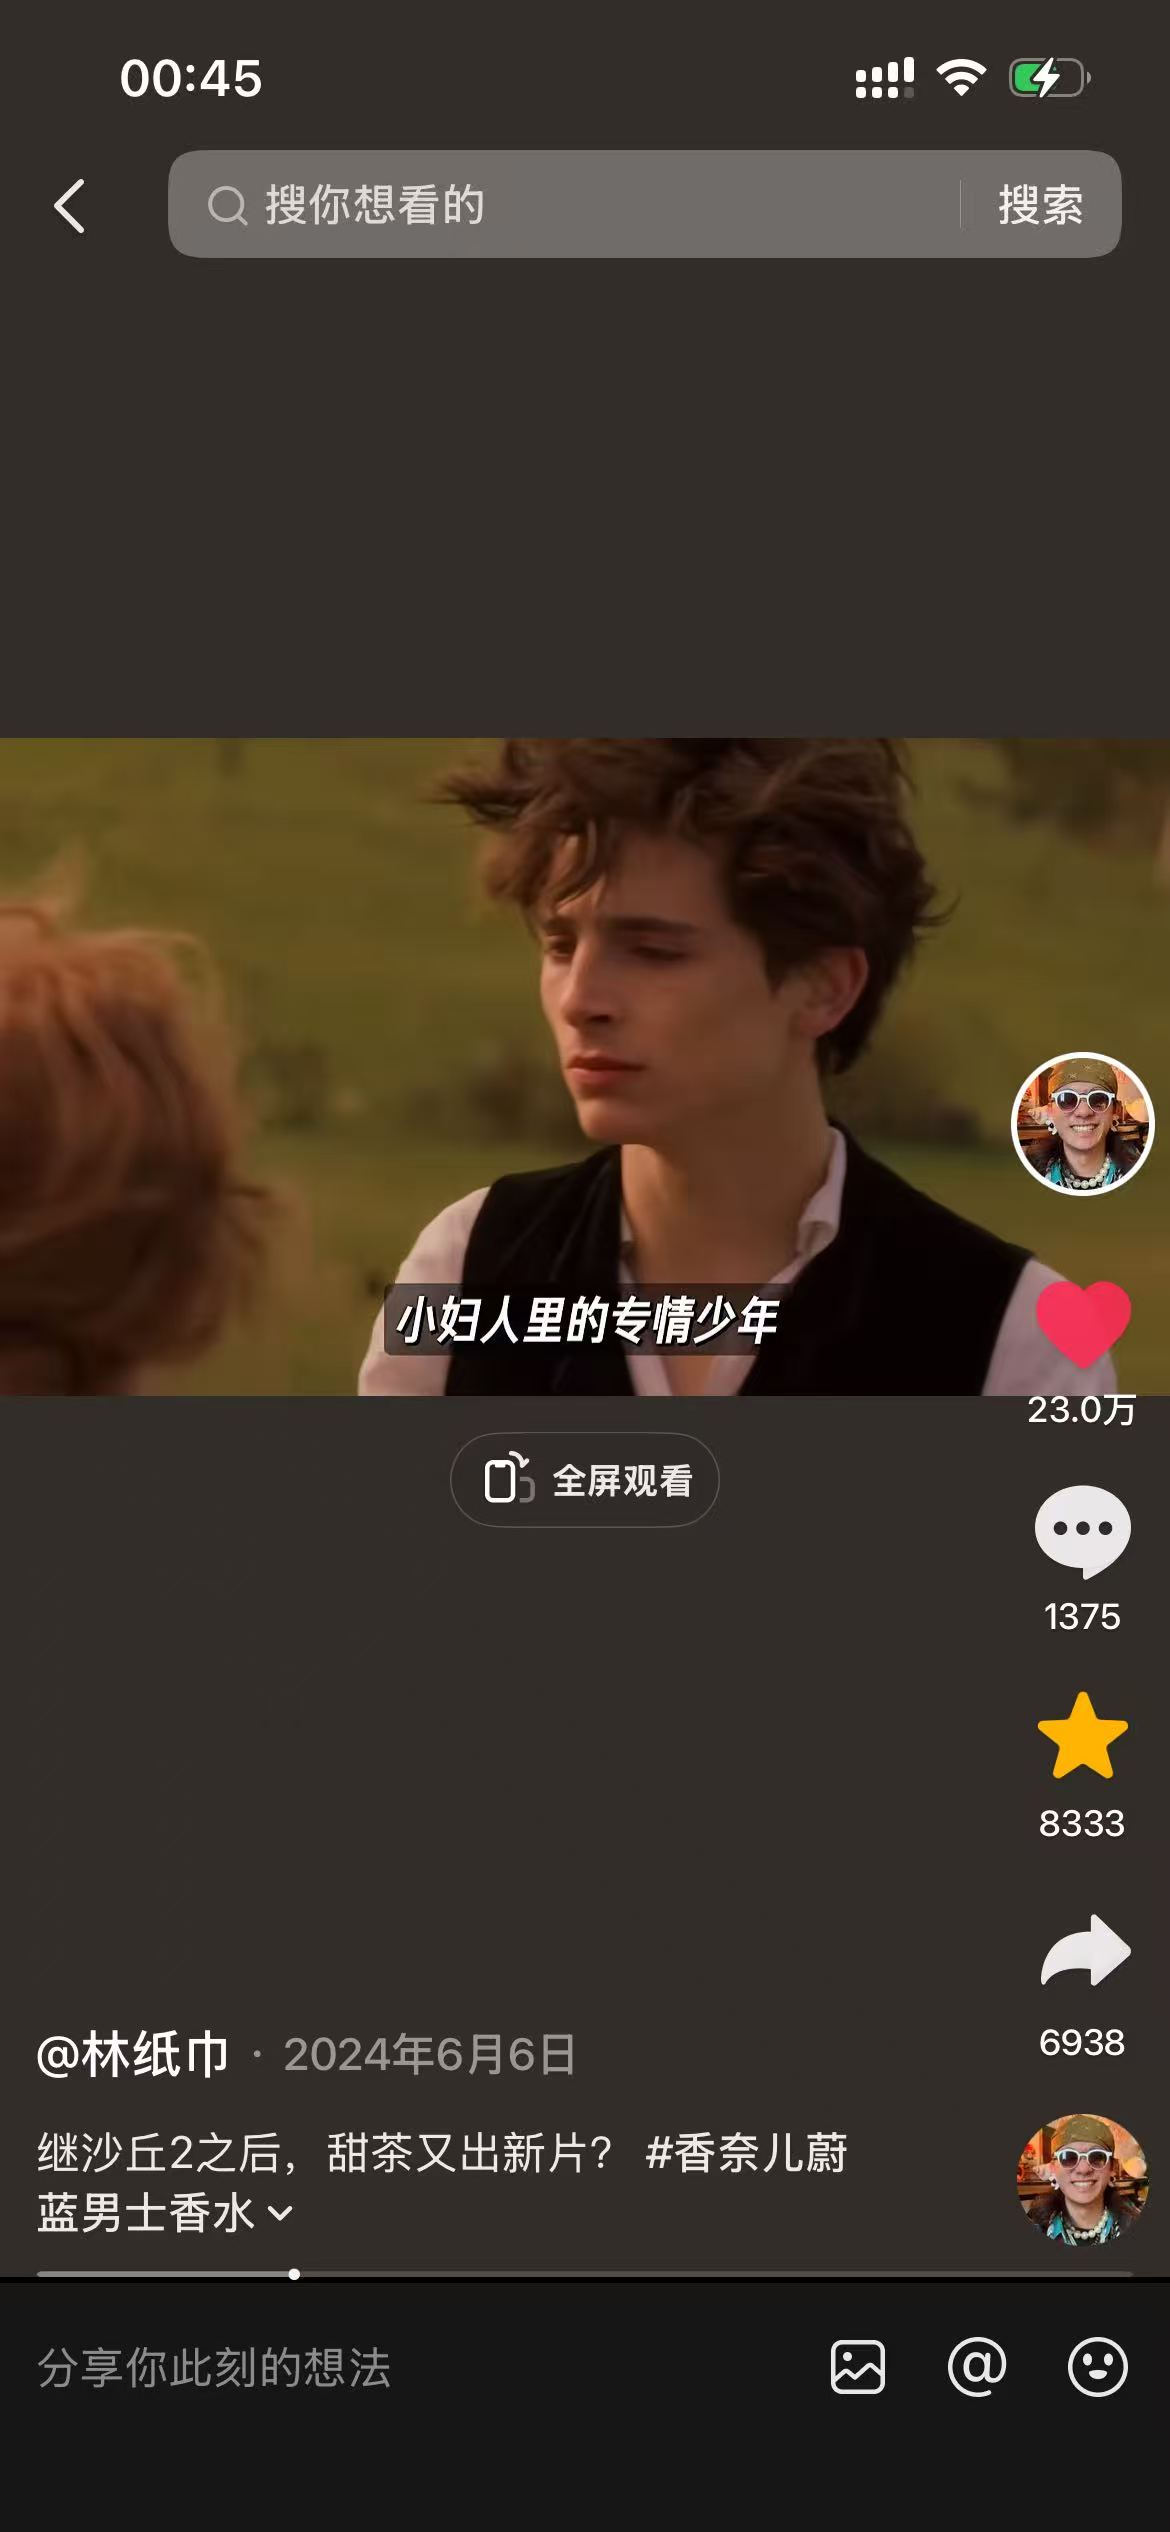 00:45
搜你想看的
搜索
小妇人里的专情少年
23.0万
全屏观看
1375
8333
6938
@林纸巾 · 2024年6月6日
继沙丘2之后，甜茶又出新片？ #香奈儿蔚
蓝男士香水
分享你此刻的想法